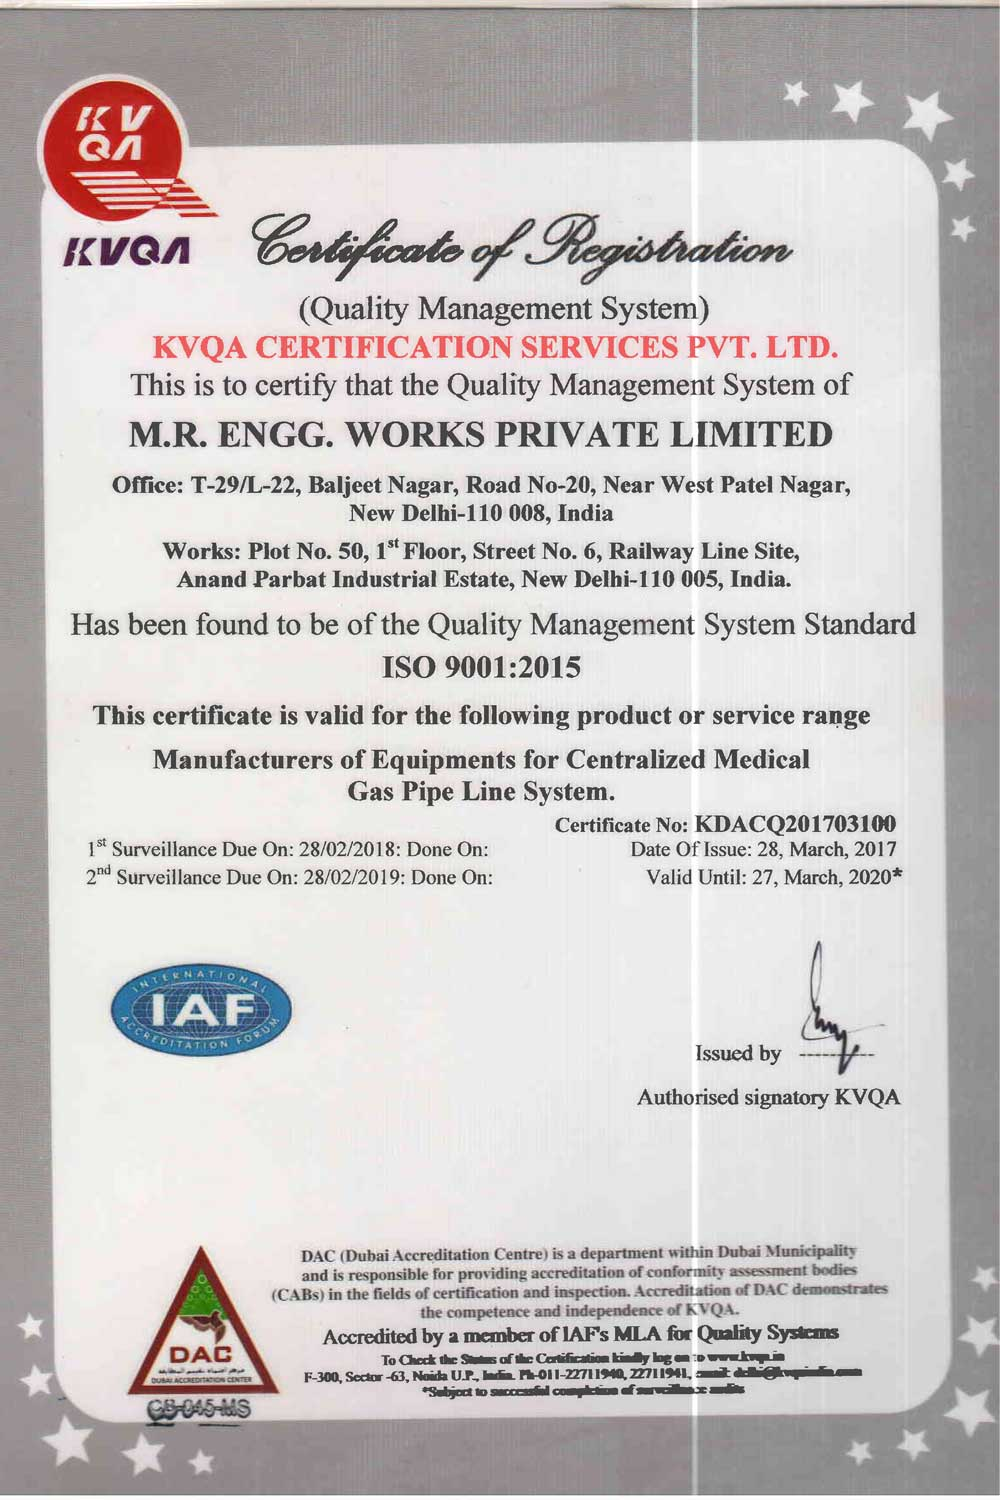 KV
QA
KVQA
Certificate of Registration
(Quality Management System)
KVQA CERTIFICATION SERVICES PVT. LTD.
This is to certify that the Quality Management System of
M.R. ENGG. WORKS PRIVATE LIMITED
Office: T-29/L-22, Baljeet Nagar, Road No-20, Near West Patel Nagar,
New Delhi-110 008, India
Works: Plot No. 50, 1st Floor, Street No. 6, Railway Line Site,
Anand Parbat Industrial Estate, New Delhi-110 005, India.
Has been found to be of the Quality Management System Standard
ISO 9001:2015
This certificate is valid for the following product or service range
Manufacturers of Equipments for Centralized Medical
Gas Pipe Line System.
Certificate No: KDACQ201703100
1st Surveillance Due On: 28/02/2018: Done On:
Date Of Issue: 28, March, 2017
2nd Surveillance Due On: 28/02/2019: Done On:
Valid Until: 27, March, 2020*
INTERNATIONAL
IAF
ACCREDITATION FORUM
Issued by
Authorised signatory KVQA
DAC (Dubai Accreditation Centre) is a department within Dubai Municipality
and is responsible for providing accreditation of conformity assessment bodies
(CABs) in the fields of certification and inspection. Accreditation of DAC demonstrates
the competence and independence of KVQA.
Accredited by a member of IAF's MLA for Quality Systems
To Check the Status of the Certification kindly log on to www.kvqa.in
F-300, Sector -63, Noida U.P., India. Ph-011-22711940, 22711941, email:
*Subject to successful completion of surveillance audits
DAC
DUBAI ACCREDITATION CENTER
CB-045-MS